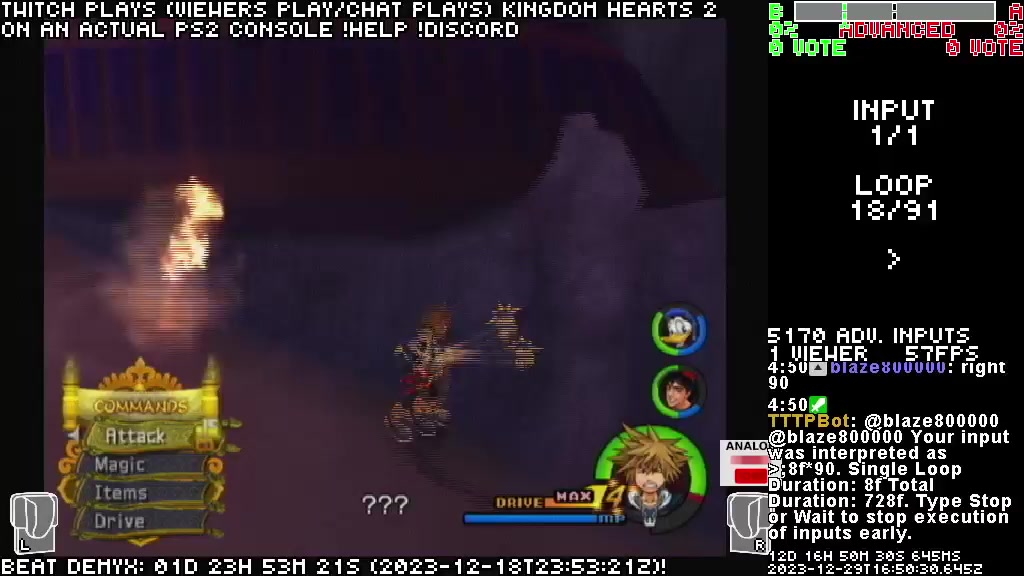 TWITCH PLAYS (VIEWERS PLAY/CHAT PLAYS) KINGDOM HEARTS 2
ON AN ACTUAL PS2 CONSOLE !HELP !DISCORD
B A
0% ADVANCED 0%
0 VOTE 0 VOTE
INPUT
1/1
LOOP
18/91
>
5170 ADV. INPUTS
1 VIEWER 57FPS
4:50 blaze800000: right
90
4:50
TTTPBot: @blaze800000
@blaze800000 Your input
was interpreted as
>:8f*90. Single Loop
Duration: 8f Total
Duration: 728f. Type Stop
or Wait to stop execution
of inputs early.
12D 16H 50M 30S 645MS
2023-12-29T16:50:30.645Z
COMMANDS
Attack
Magic
Items
Drive
???
DRIVE MAX 4
MP
ANALO
L
R
BEAT DEMYX: 01D 23H 53M 21S (2023-12-18T23:53:21Z)!